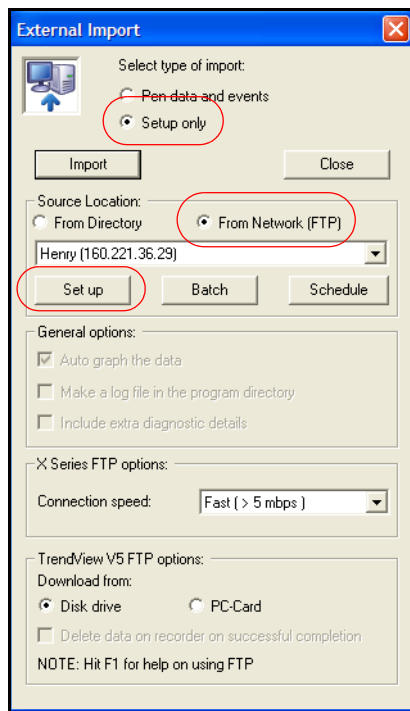 External Import
Select type of import:
Pen data and events
Setup only
Import Close
Source Location:
From Directory From Network (FTP)
Henry (160.221.36.29)
Set up Batch Schedule
General options:
Auto graph the data
Make a log file in the program directory
Include extra diagnostic details
X Series FTP options:
Connection speed: Fast ( > 5 mbps )
TrendView V5 FTP options:
Download from:
Disk drive PC-Card
Delete data on recorder on successful completion
NOTE: Hit F1 for help on using FTP